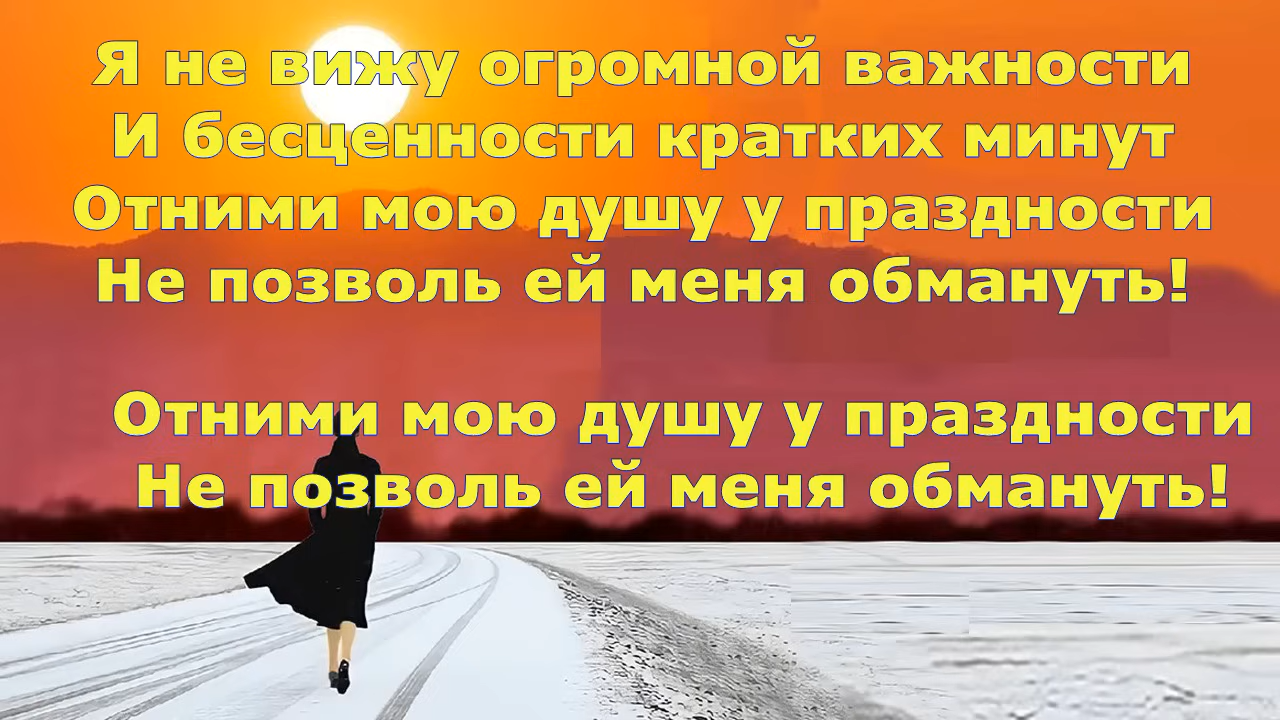 Я не вижу огромной важности
И бесценности кратких минут
Отними мою душу у праздности
Не позволь ей меня обмануть!
Отними мою душу у праздности
Не позволь ей меня обмануть!